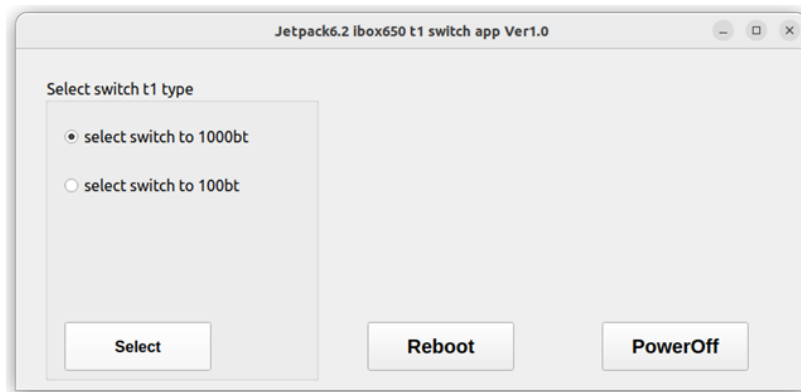 Jetpack6.2 ibox650 t1 switch app Ver1.0
Select switch t1 type
select switch to 1000bt
select switch to 100bt
Select
Reboot
PowerOff